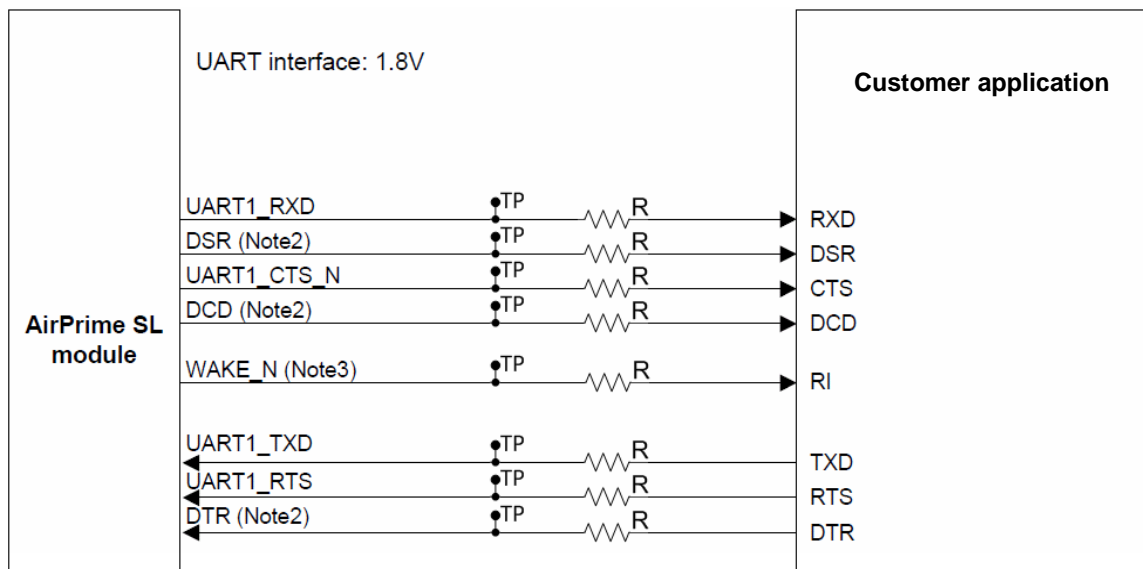 UART interface: 1.8V
Customer application
AirPrime SL
module
UART1_RXD TP R RXD
DSR (Note2) TP R DSR
UART1_CTS_N TP R CTS
DCD (Note2) TP R DCD
WAKE_N (Note3) TP R RI
UART1_TXD TP R TXD
UART1_RTS TP R RTS
DTR (Note2) TP R DTR